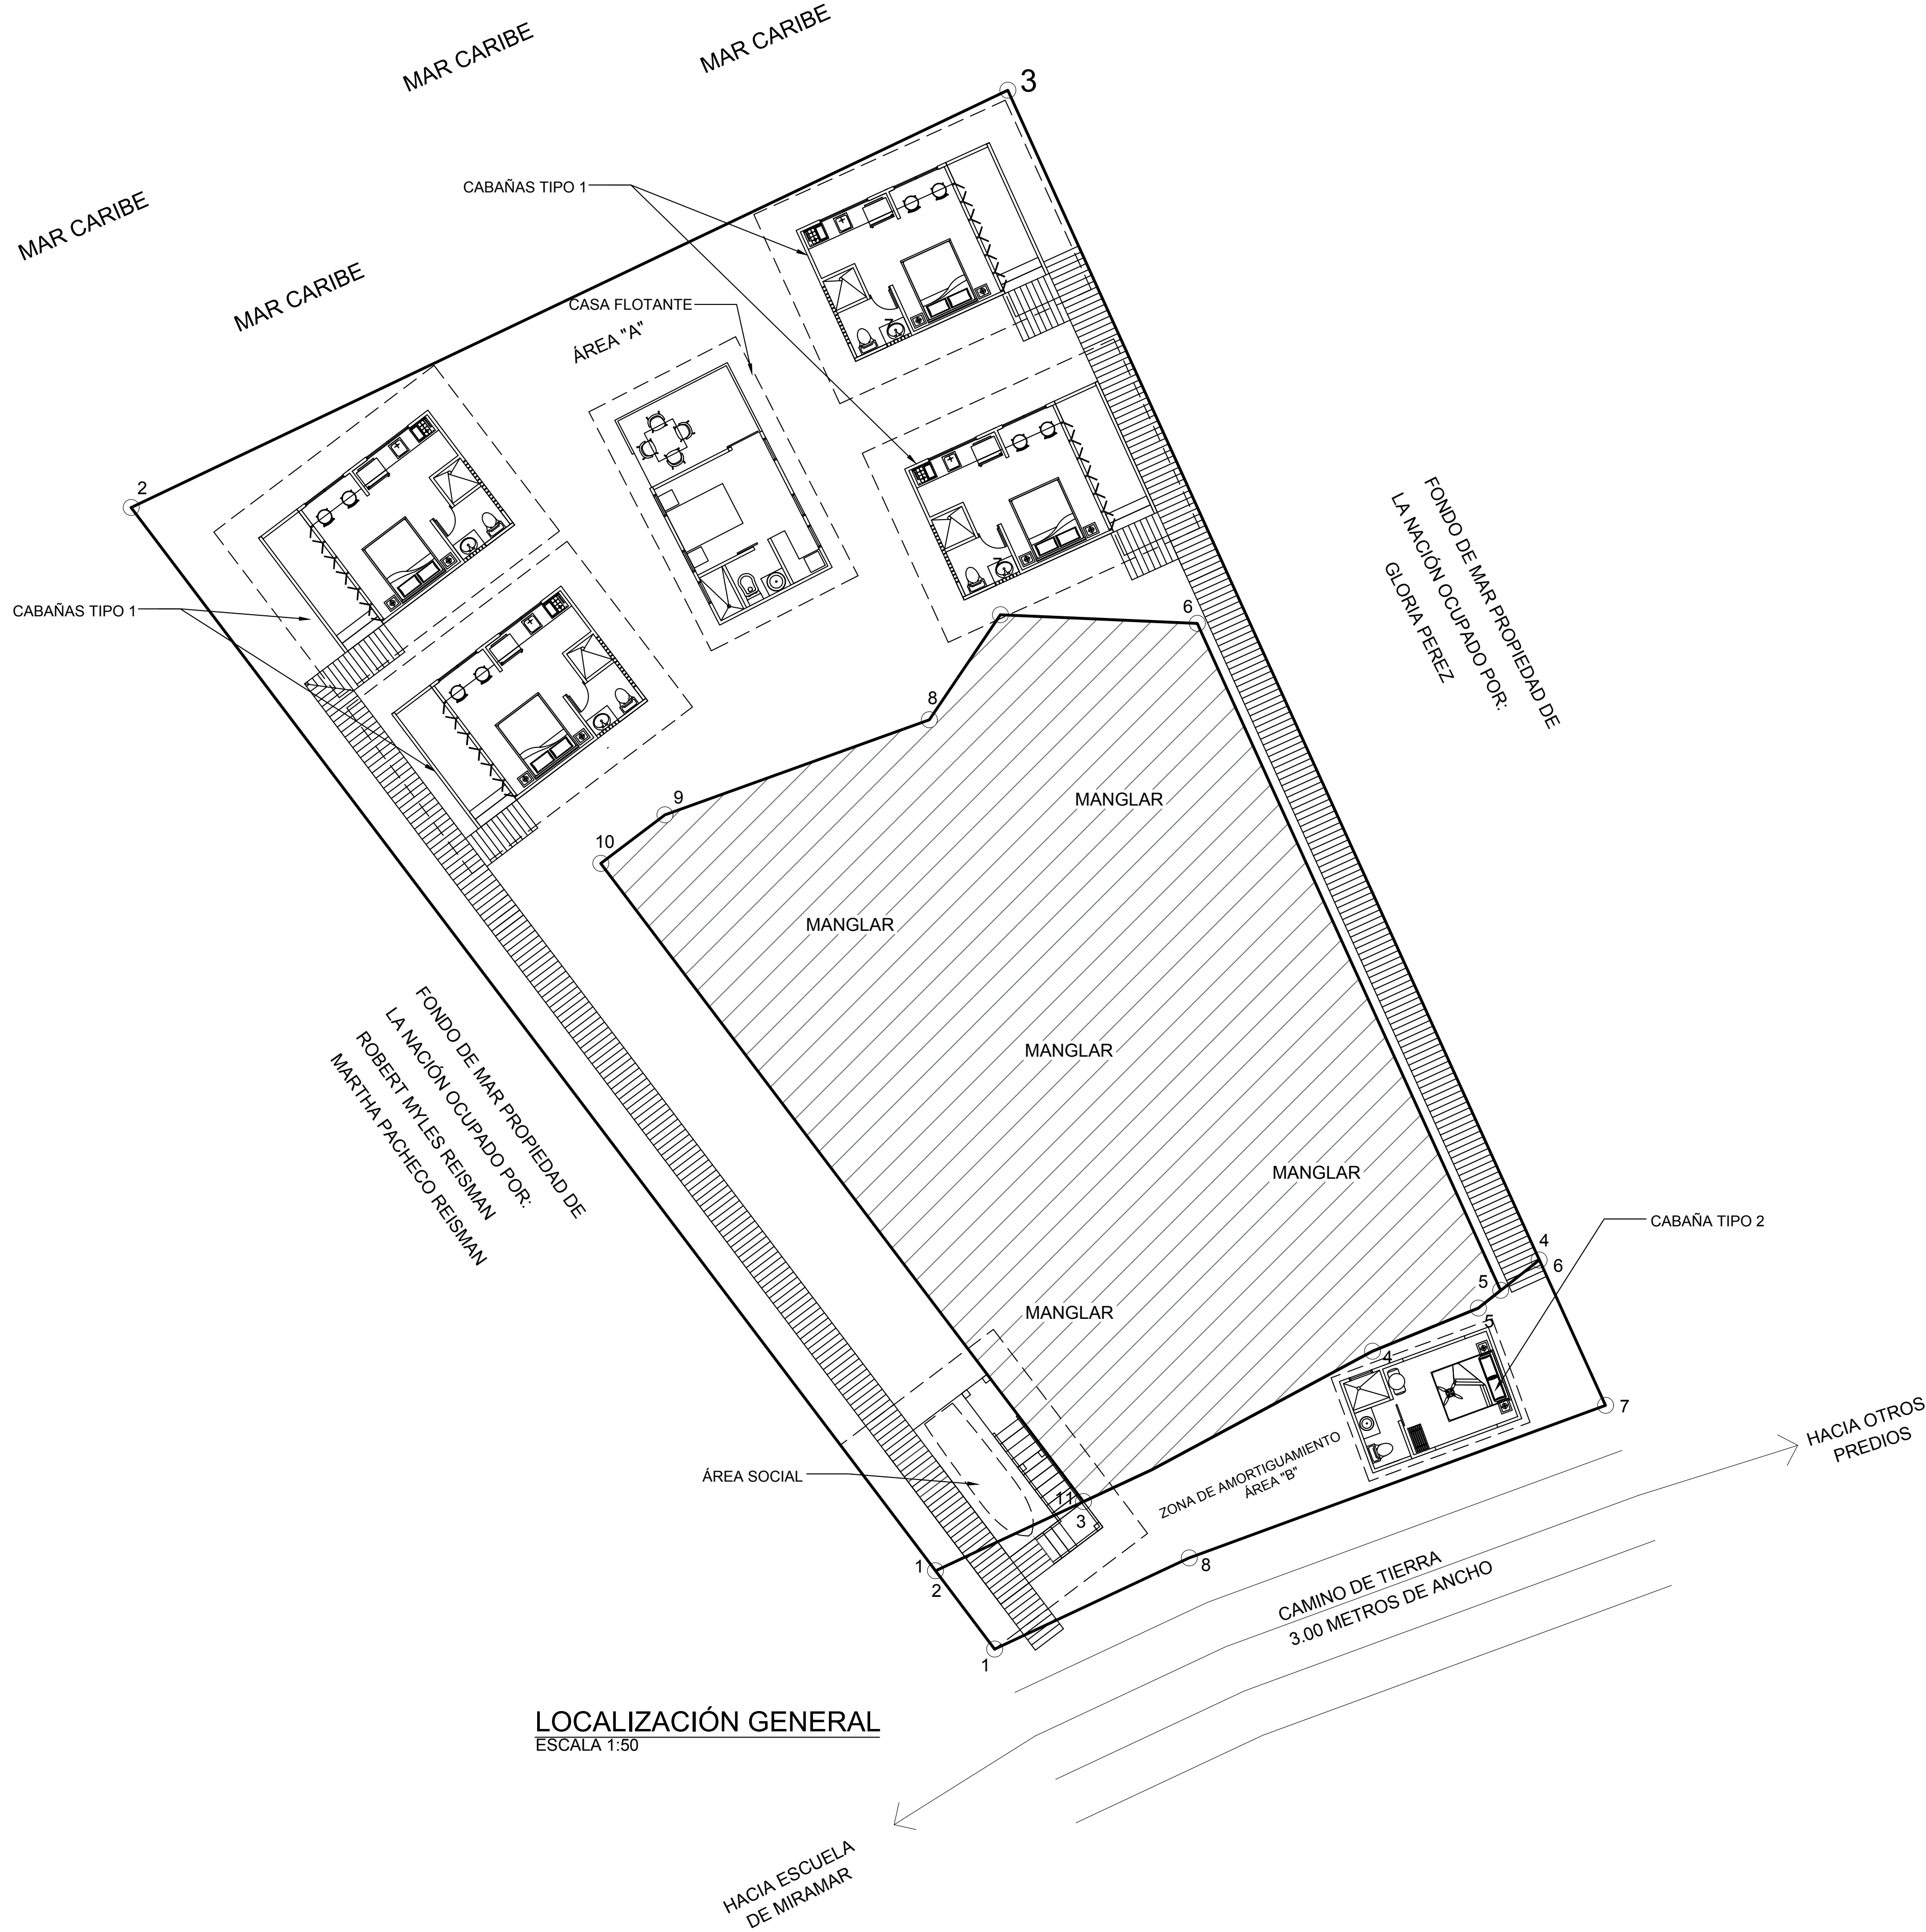 MAR CARIBE
MAR CARIBE
3
CABAÑAS TIPO 1
MAR CARIBE
MAR CARIBE
CASA FLOTANTE
ÁREA "A"
2
CABAÑAS TIPO 1
6
8
9
10
FONDO DE MAR PROPIEDAD DE
LA NACIÓN OCUPADO POR:
GLORIA PEREZ
MANGLAR
MANGLAR
MANGLAR
MANGLAR
MANGLAR
FONDO DE MAR PROPIEDAD DE
LA NACIÓN OCUPADO POR:
ROBERT MYLES REISMAN
MARTHA PACHECO REISMAN
CABAÑA TIPO 2
4
6
5
5
4
7
HACIA OTROS
PREDIOS
ÁREA SOCIAL
ZONA DE AMORTIGUAMIENTO
ÁREA "B"
11
3
1
2
8
1
CAMINO DE TIERRA
3.00 METROS DE ANCHO
LOCALIZACIÓN GENERAL
ESCALA 1:50
HACIA ESCUELA
DE MIRAMAR